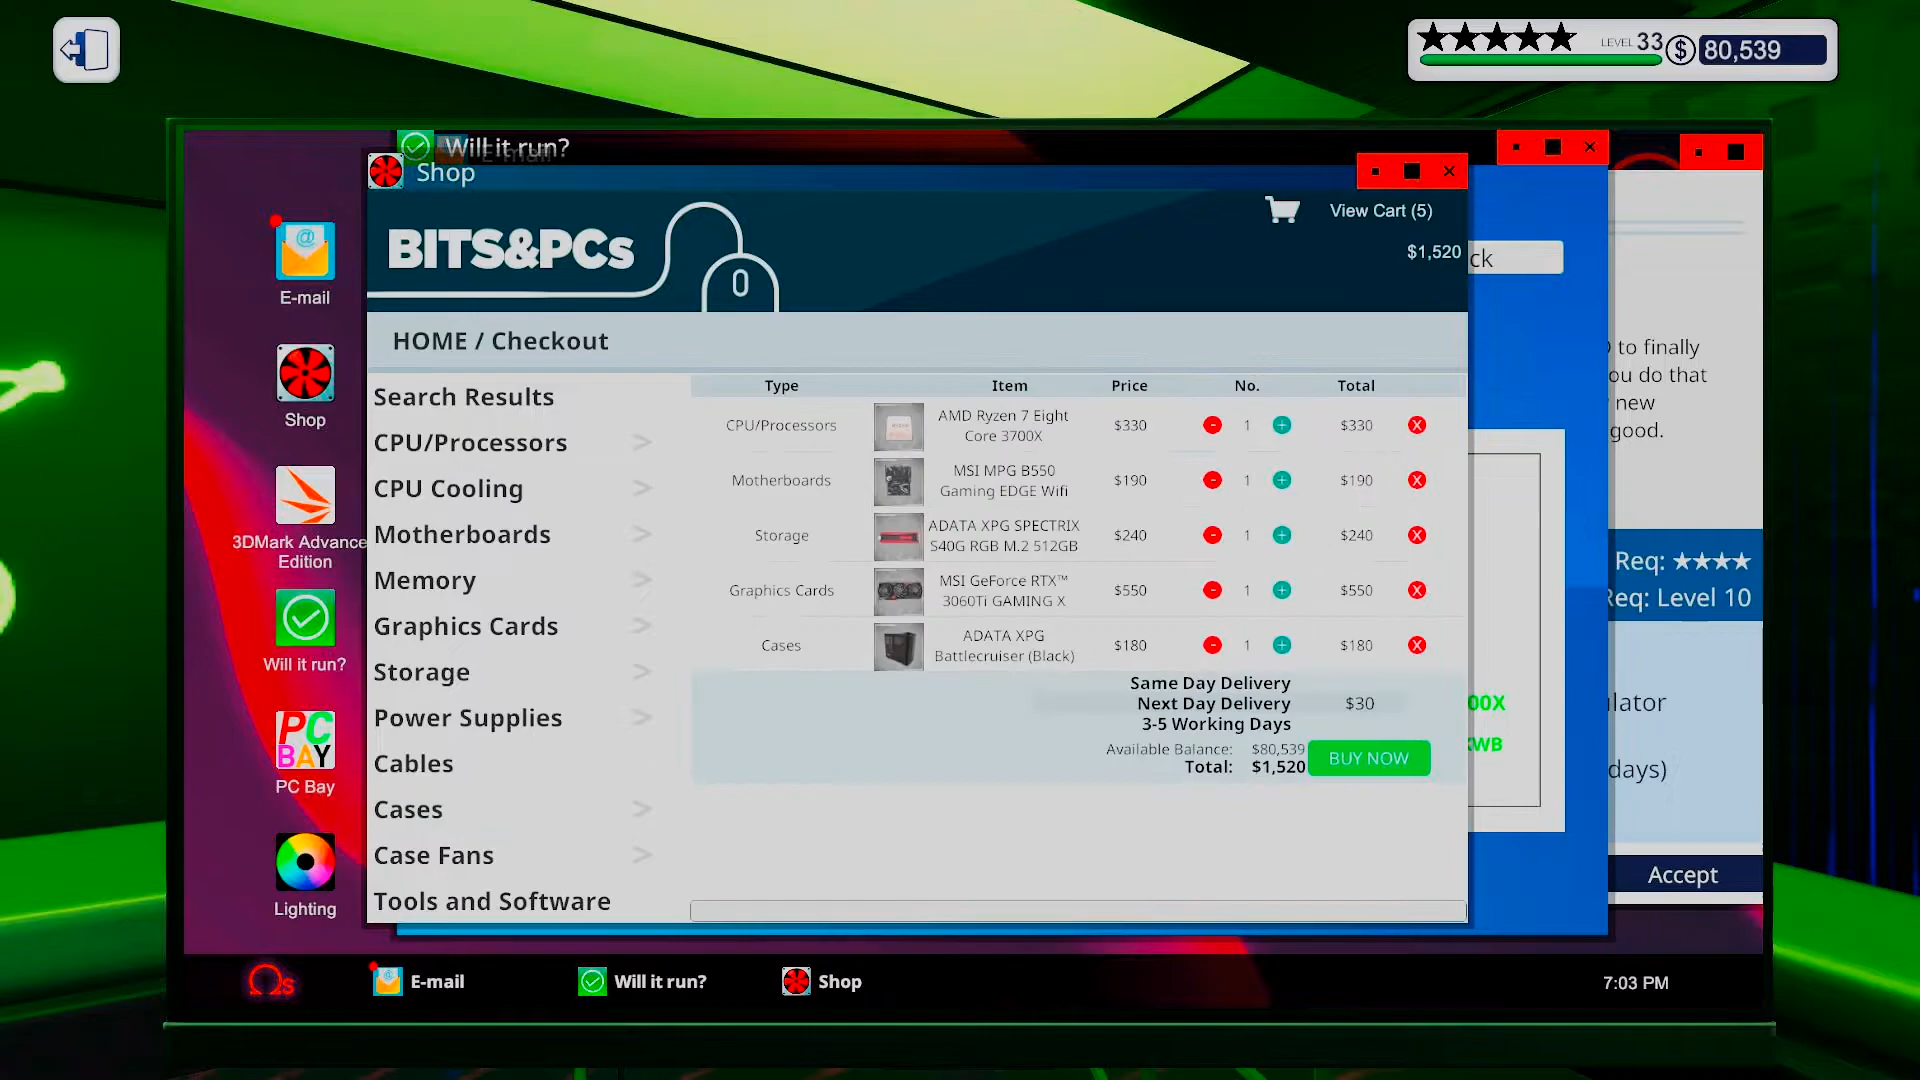 LEVEL 33
$ 80,539
Will it run?
Shop
BITS&PCs
View Cart (5)
$1,520
ck
HOME / Checkout
Search Results
CPU/Processors
CPU Cooling
Motherboards
Memory
Graphics Cards
Storage
Power Supplies
Cables
Cases
Case Fans
Tools and Software
Type Item Price No. Total
CPU/Processors AMD Ryzen 7 Eight Core 3700X $330 - 1 + $330 X
Motherboards MSI MPG B550 Gaming EDGE Wifi $190 - 1 + $190 X
Storage ADATA XPG SPECTRIX S40G RGB M.2 512GB $240 - 1 + $240 X
Graphics Cards MSI GeForce RTX™ 3060Ti GAMING X $550 - 1 + $550 X
Cases ADATA XPG Battlecruiser (Black) $180 - 1 + $180 X
Same Day Delivery
Next Day Delivery $30
3-5 Working Days
Available Balance: $80,539
Total: $1,520
BUY NOW
to finally
ou do that
new
good.
Req: ★★★★
Req: Level 10
00X
WB
lator
days)
Accept
E-mail
Shop
3DMark Advance
Edition
Will it run?
PC
BAY
PC Bay
Lighting
Ωs
E-mail
Will it run?
Shop
7:03 PM